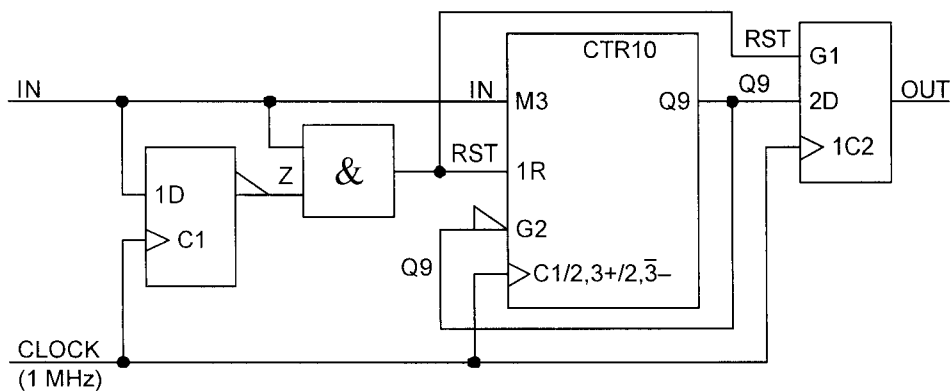 CTR10
RST
G1
IN
IN
M3
Q9
Q9
2D
OUT
Z
&
RST
1R
1C2
1D
C1
G2
Q9
C1/2,3+/2,3̅–
CLOCK
(1 MHz)